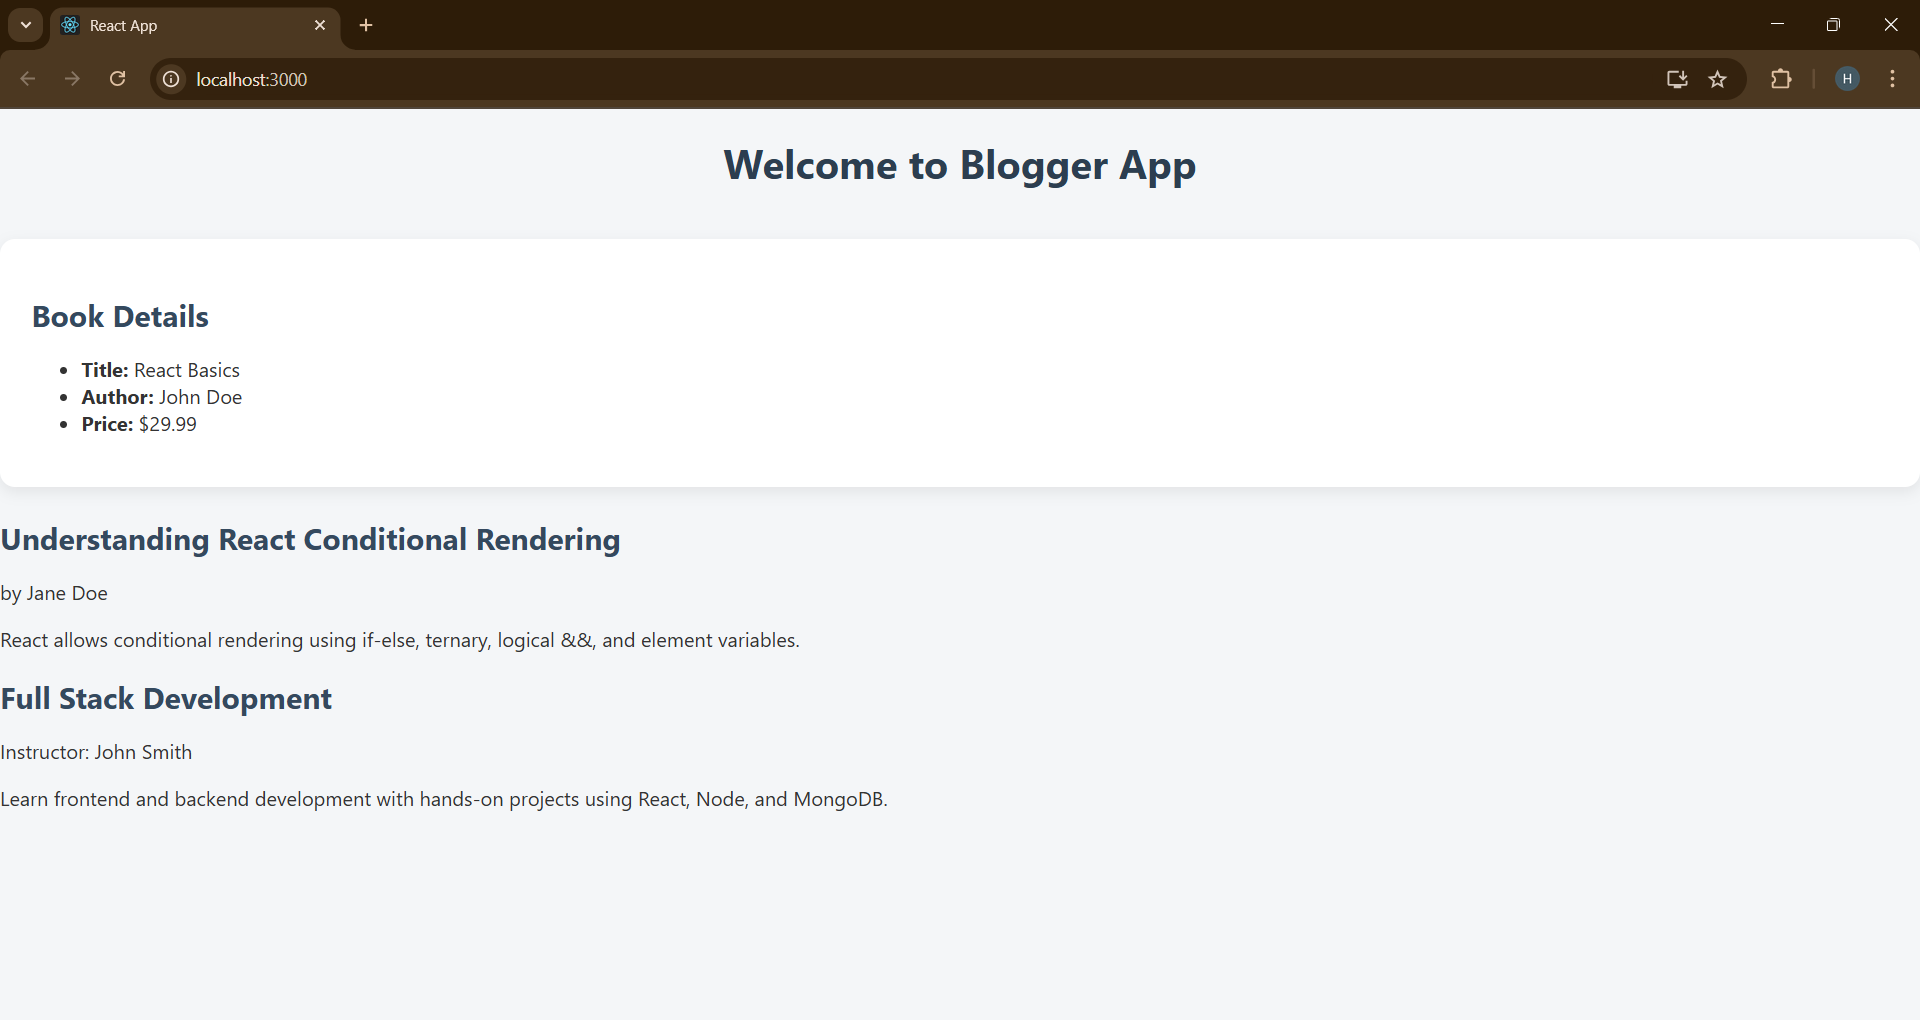 React App
localhost:3000
H
Welcome to Blogger App
Book Details
• Title: React Basics
• Author: John Doe
• Price: $29.99
Understanding React Conditional Rendering
by Jane Doe
React allows conditional rendering using if-else, ternary, logical &&, and element variables.
Full Stack Development
Instructor: John Smith
Learn frontend and backend development with hands-on projects using React, Node, and MongoDB.